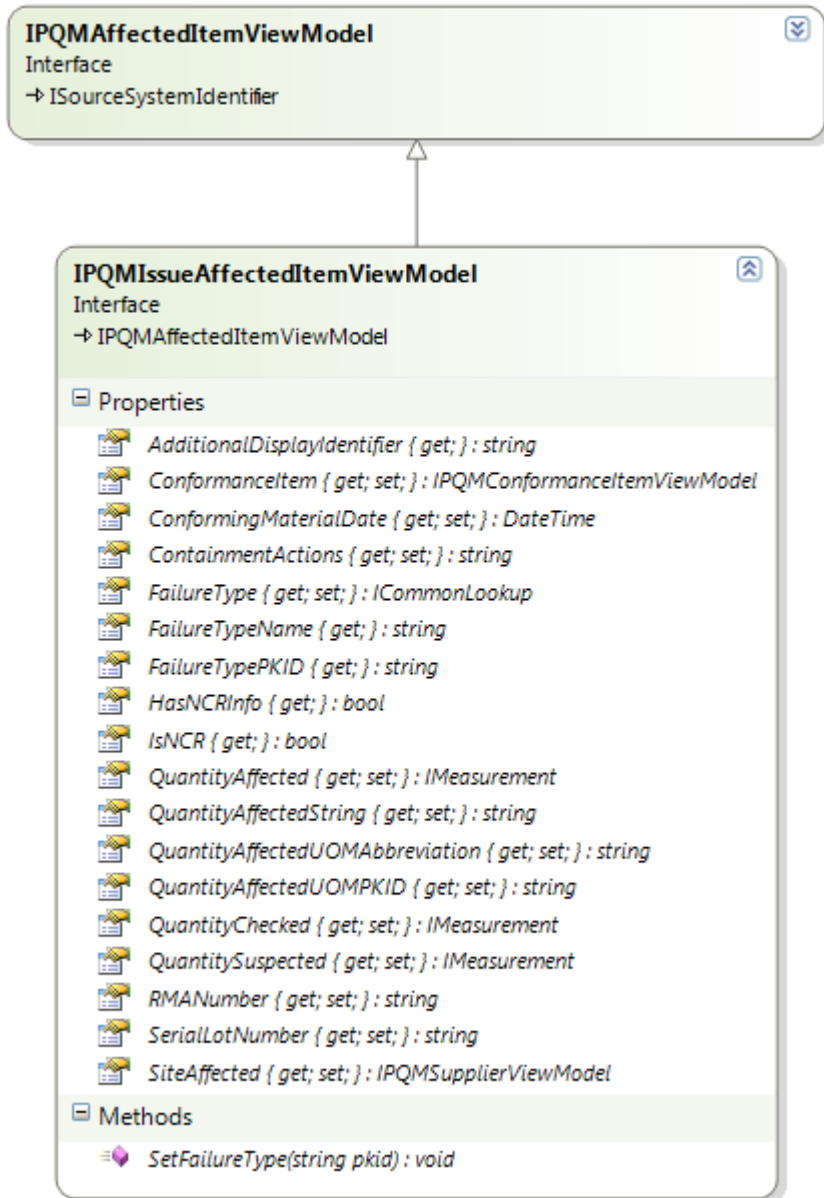 IPQMAffectedItemViewModel
Interface
ISourceSystemIdentifier
IPQMIssueAffectedItemViewModel
Interface
IPQMAffectedItemViewModel
Properties
AdditionalDisplayIdentifier { get; } : string
ConformanceItem { get; set; } : IPQMConformanceItemViewModel
ConformingMaterialDate { get; set; } : DateTime
ContainmentActions { get; set; } : string
FailureType { get; set; } : ICommonLookup
FailureTypeName { get; } : string
FailureTypePKID { get; } : string
HasNCRInfo { get; } : bool
IsNCR { get; } : bool
QuantityAffected { get; set; } : IMeasurement
QuantityAffectedString { get; set; } : string
QuantityAffectedUOMAbbreviation { get; set; } : string
QuantityAffectedUOMPKID { get; set; } : string
QuantityChecked { get; set; } : IMeasurement
QuantitySuspected { get; set; } : IMeasurement
RMANumber { get; set; } : string
SerialLotNumber { get; set; } : string
SiteAffected { get; set; } : IPQMSupplierViewModel
Methods
SetFailureType(string pkid) : void